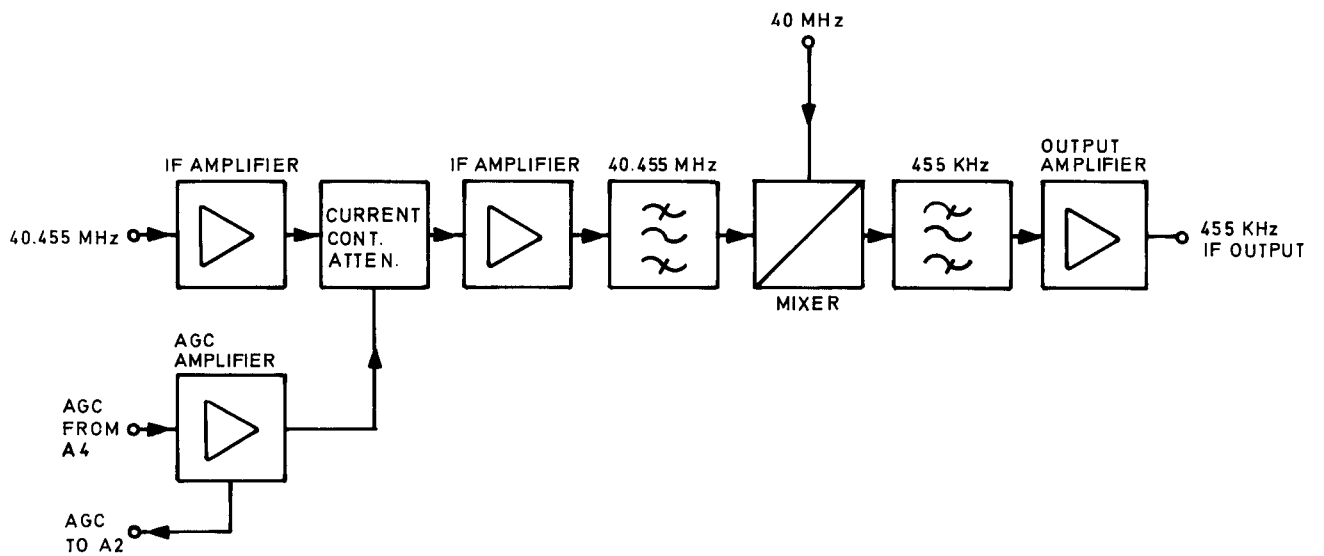 40 MHz
IF AMPLIFIER
IF AMPLIFIER
40.455 MHz
455 KHz
OUTPUT
AMPLIFIER
40.455 MHz
CURRENT
CONT.
ATTEN.
455 KHz
IF OUTPUT
MIXER
AGC
AMPLIFIER
AGC
FROM
A4
AGC
TO A2